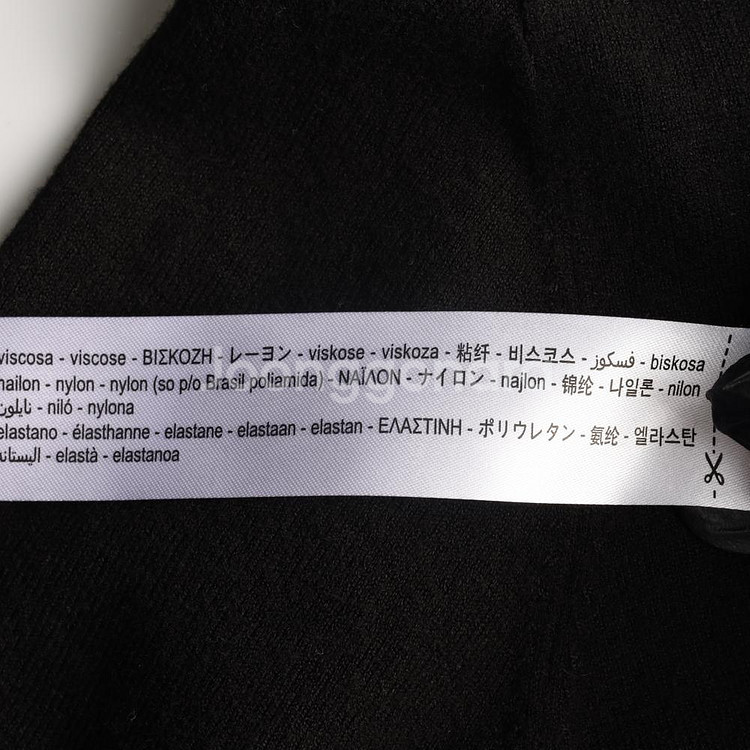 viscosa - viscose - ΒΙΣΚΟΖΗ - レーヨン - viskose - viskoza - 粘纤 - 비스코스 - فسكوز - biskosa
nailon - nylon - nylon (so p/o Brasil poliamida) - ΝΑΪΛΟΝ - ナイロン - najlon - 锦纶 - 나일론 - nilon
نايلون - niló - nylona
elastano - élasthanne - elastane - elastaan - elastan - ΕΛΑΣΤΙΝΗ - ポリウレタン - 氨纶 - 엘라스탄
- elastà - elastanoa